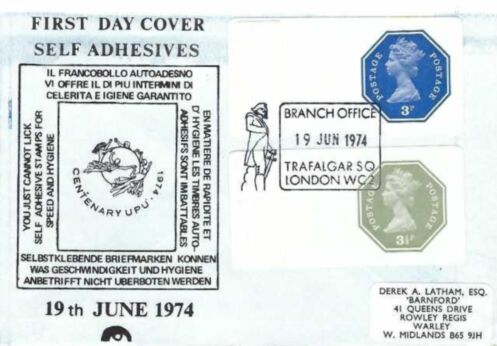 FIRST DAY COVER
SELF ADHESIVES
IL FRANCOBOLLO AUTOADESNO
VI OFFRE IL DI PIU INTERMINI DI
CELERITA E IGIENE GARANTITO
YOU JUST CANNOT LICK
SELF ADHESIVE STAMPS FOR
SPEED AND HYGIENE
EN MATIERE DE RAPIDITE ET
D'HYGIENE LES TIMBRES AUTO-
ADHESIFS SONT IMBATTABLES
CENTENARY UPU · 1974
SELBSTKLEBENDE BRIEFMARKEN KONNEN
WAS GESCHWINDIGKEIT UND HYGIENE
ANBETRIFFT NICHT UBERBOTEN WERDEN
19 th JUNE 1974
POSTAGE POSTAGE
3P
BRANCH OFFICE
19 JUN 1974
TRAFALGAR SQ
LONDON WC2
POSTAGE POSTAGE
3½P
DEREK A. LATHAM, ESQ.
'BARNFORD'
41 QUEENS DRIVE
ROWLEY REGIS
WARLEY
W. MIDLANDS B65 9JH